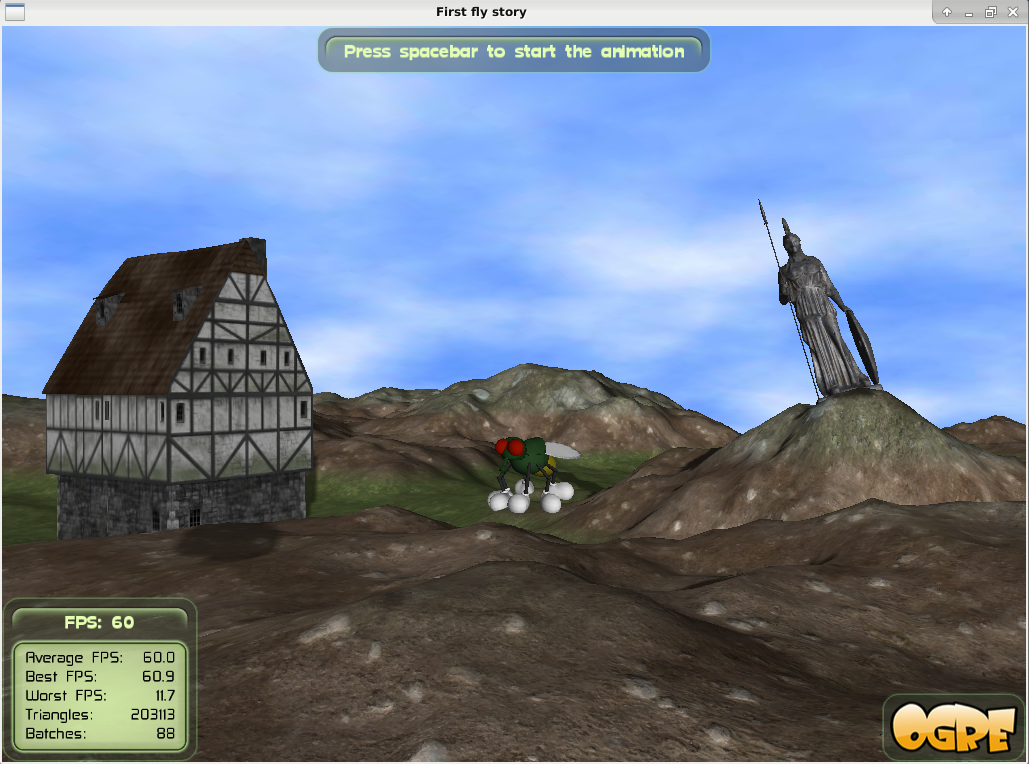 First fly story
Press spacebar to start the animation
FPS: 60
Average FPS: 60.0
Best FPS: 60.9
Worst FPS: 11.7
Triangles: 203113
Batches: 88
OGRE